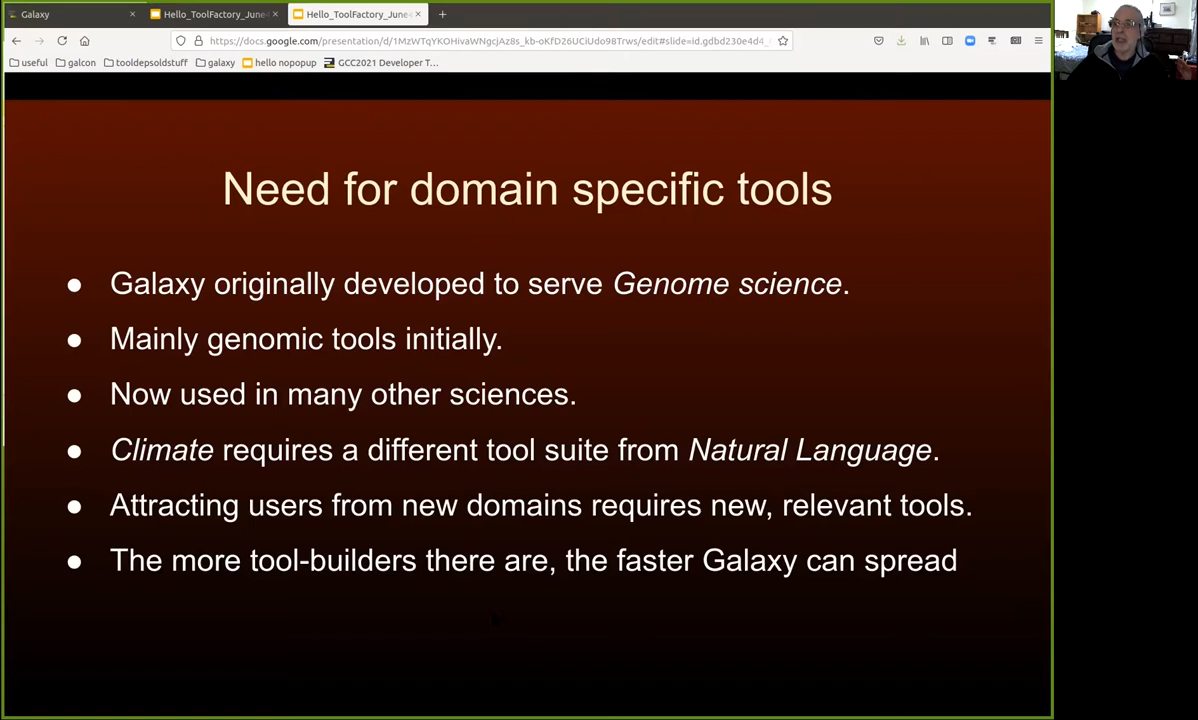 Galaxy
Hello_ToolFactory_June
Hello_ToolFactory_June
https://docs.google.com/presentation/d/1MzWTqYKOHivaWNgcjAz8s_kb-oKfD26UCiUdo98Trws/edit#slide=id.gdbd230e4d4_
useful
galcon
tooldepsoldstuff
galaxy
hello nopopup
GCC2021 Developer T...
Need for domain specific tools
● Galaxy originally developed to serve Genome science.
● Mainly genomic tools initially.
● Now used in many other sciences.
● Climate requires a different tool suite from Natural Language.
● Attracting users from new domains requires new, relevant tools.
● The more tool-builders there are, the faster Galaxy can spread